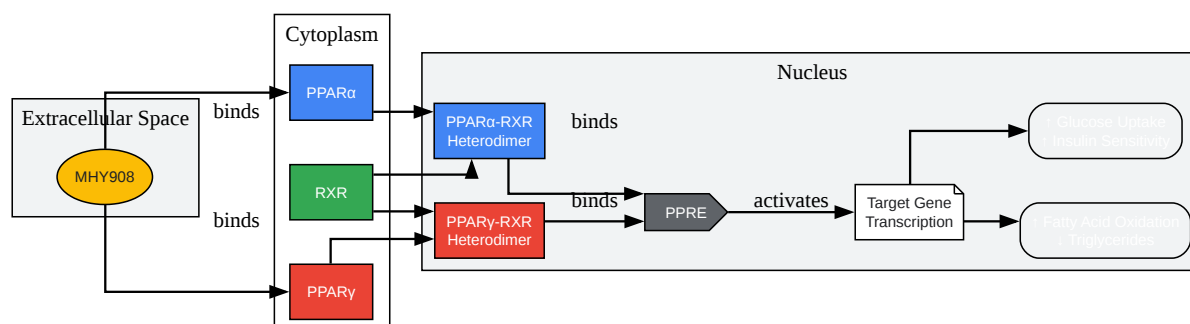 Cytoplasm
Nucleus
Extracellular Space
MHY908
binds
binds
PPARα
RXR
PPARγ
PPARα-RXR
Heterodimer
PPARγ-RXR
Heterodimer
binds
binds
PPRE
activates
Target Gene
Transcription
↑ Glucose Uptake
↑ Insulin Sensitivity
↑ Fatty Acid Oxidation
↓ Triglycerides